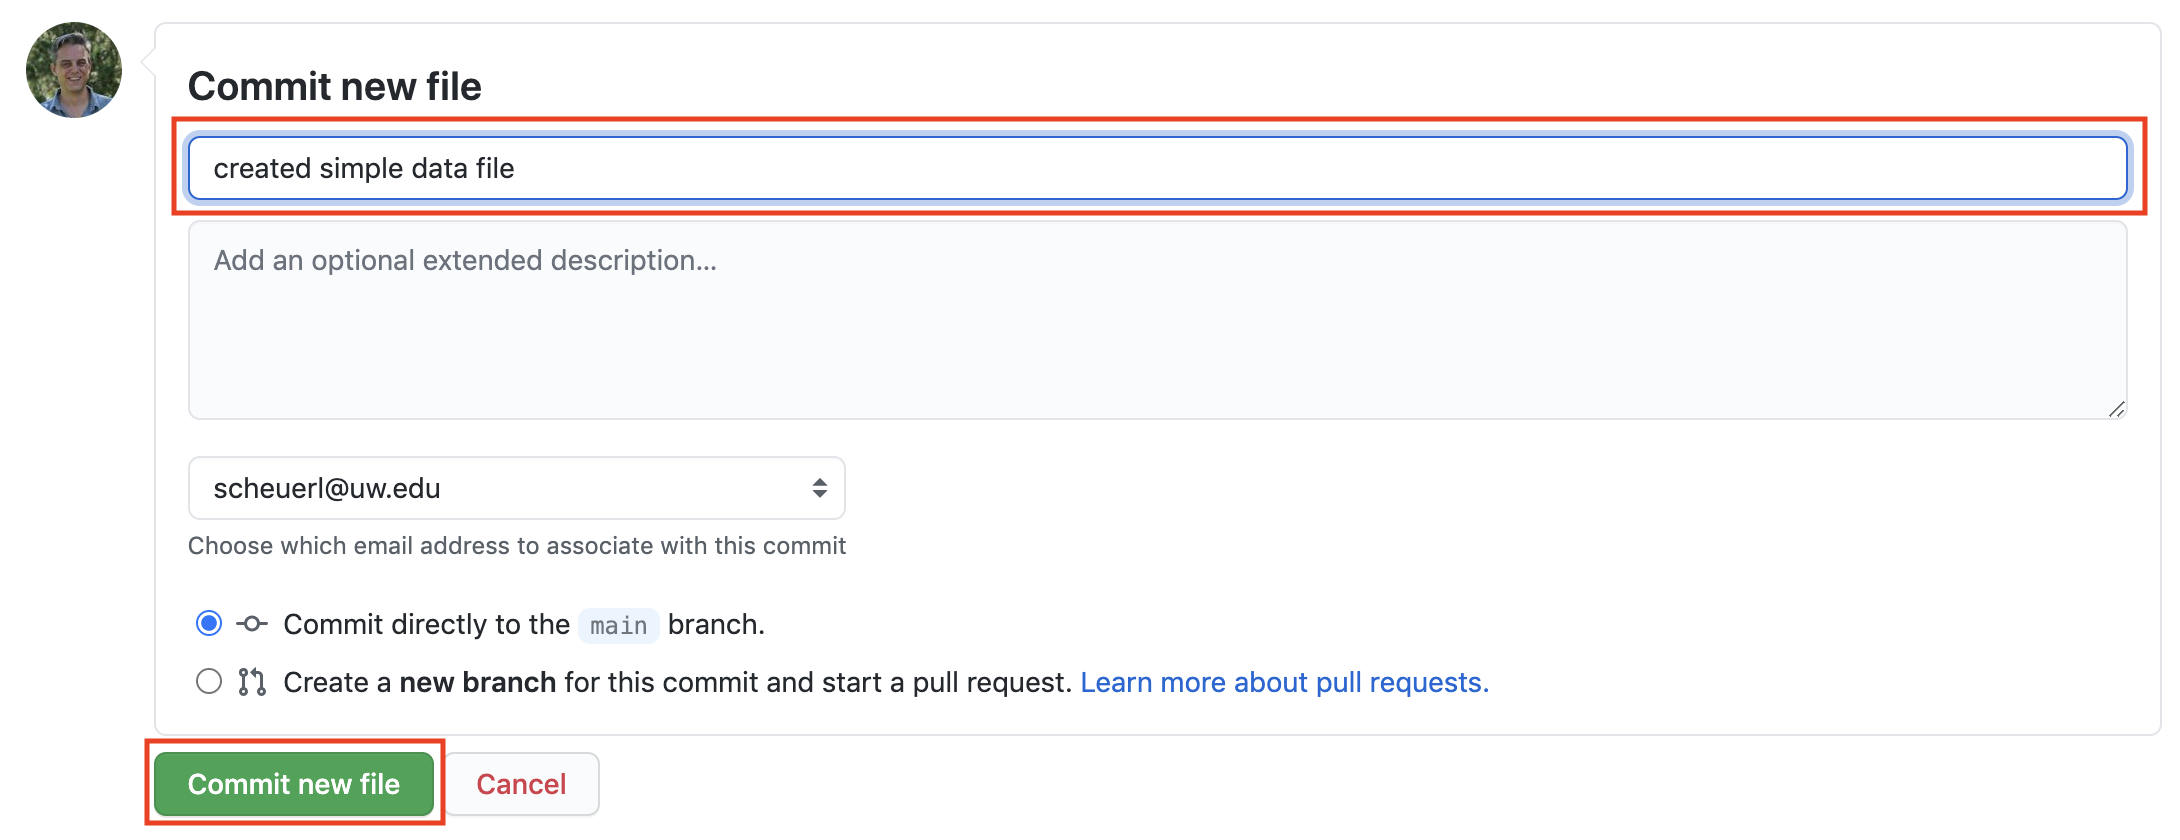 Commit new file
created simple data file
Add an optional extended description...
scheuerl@uw.edu
Choose which email address to associate with this commit
Commit directly to the main branch.
Create a new branch for this commit and start a pull request. Learn more about pull requests.
Commit new file
Cancel